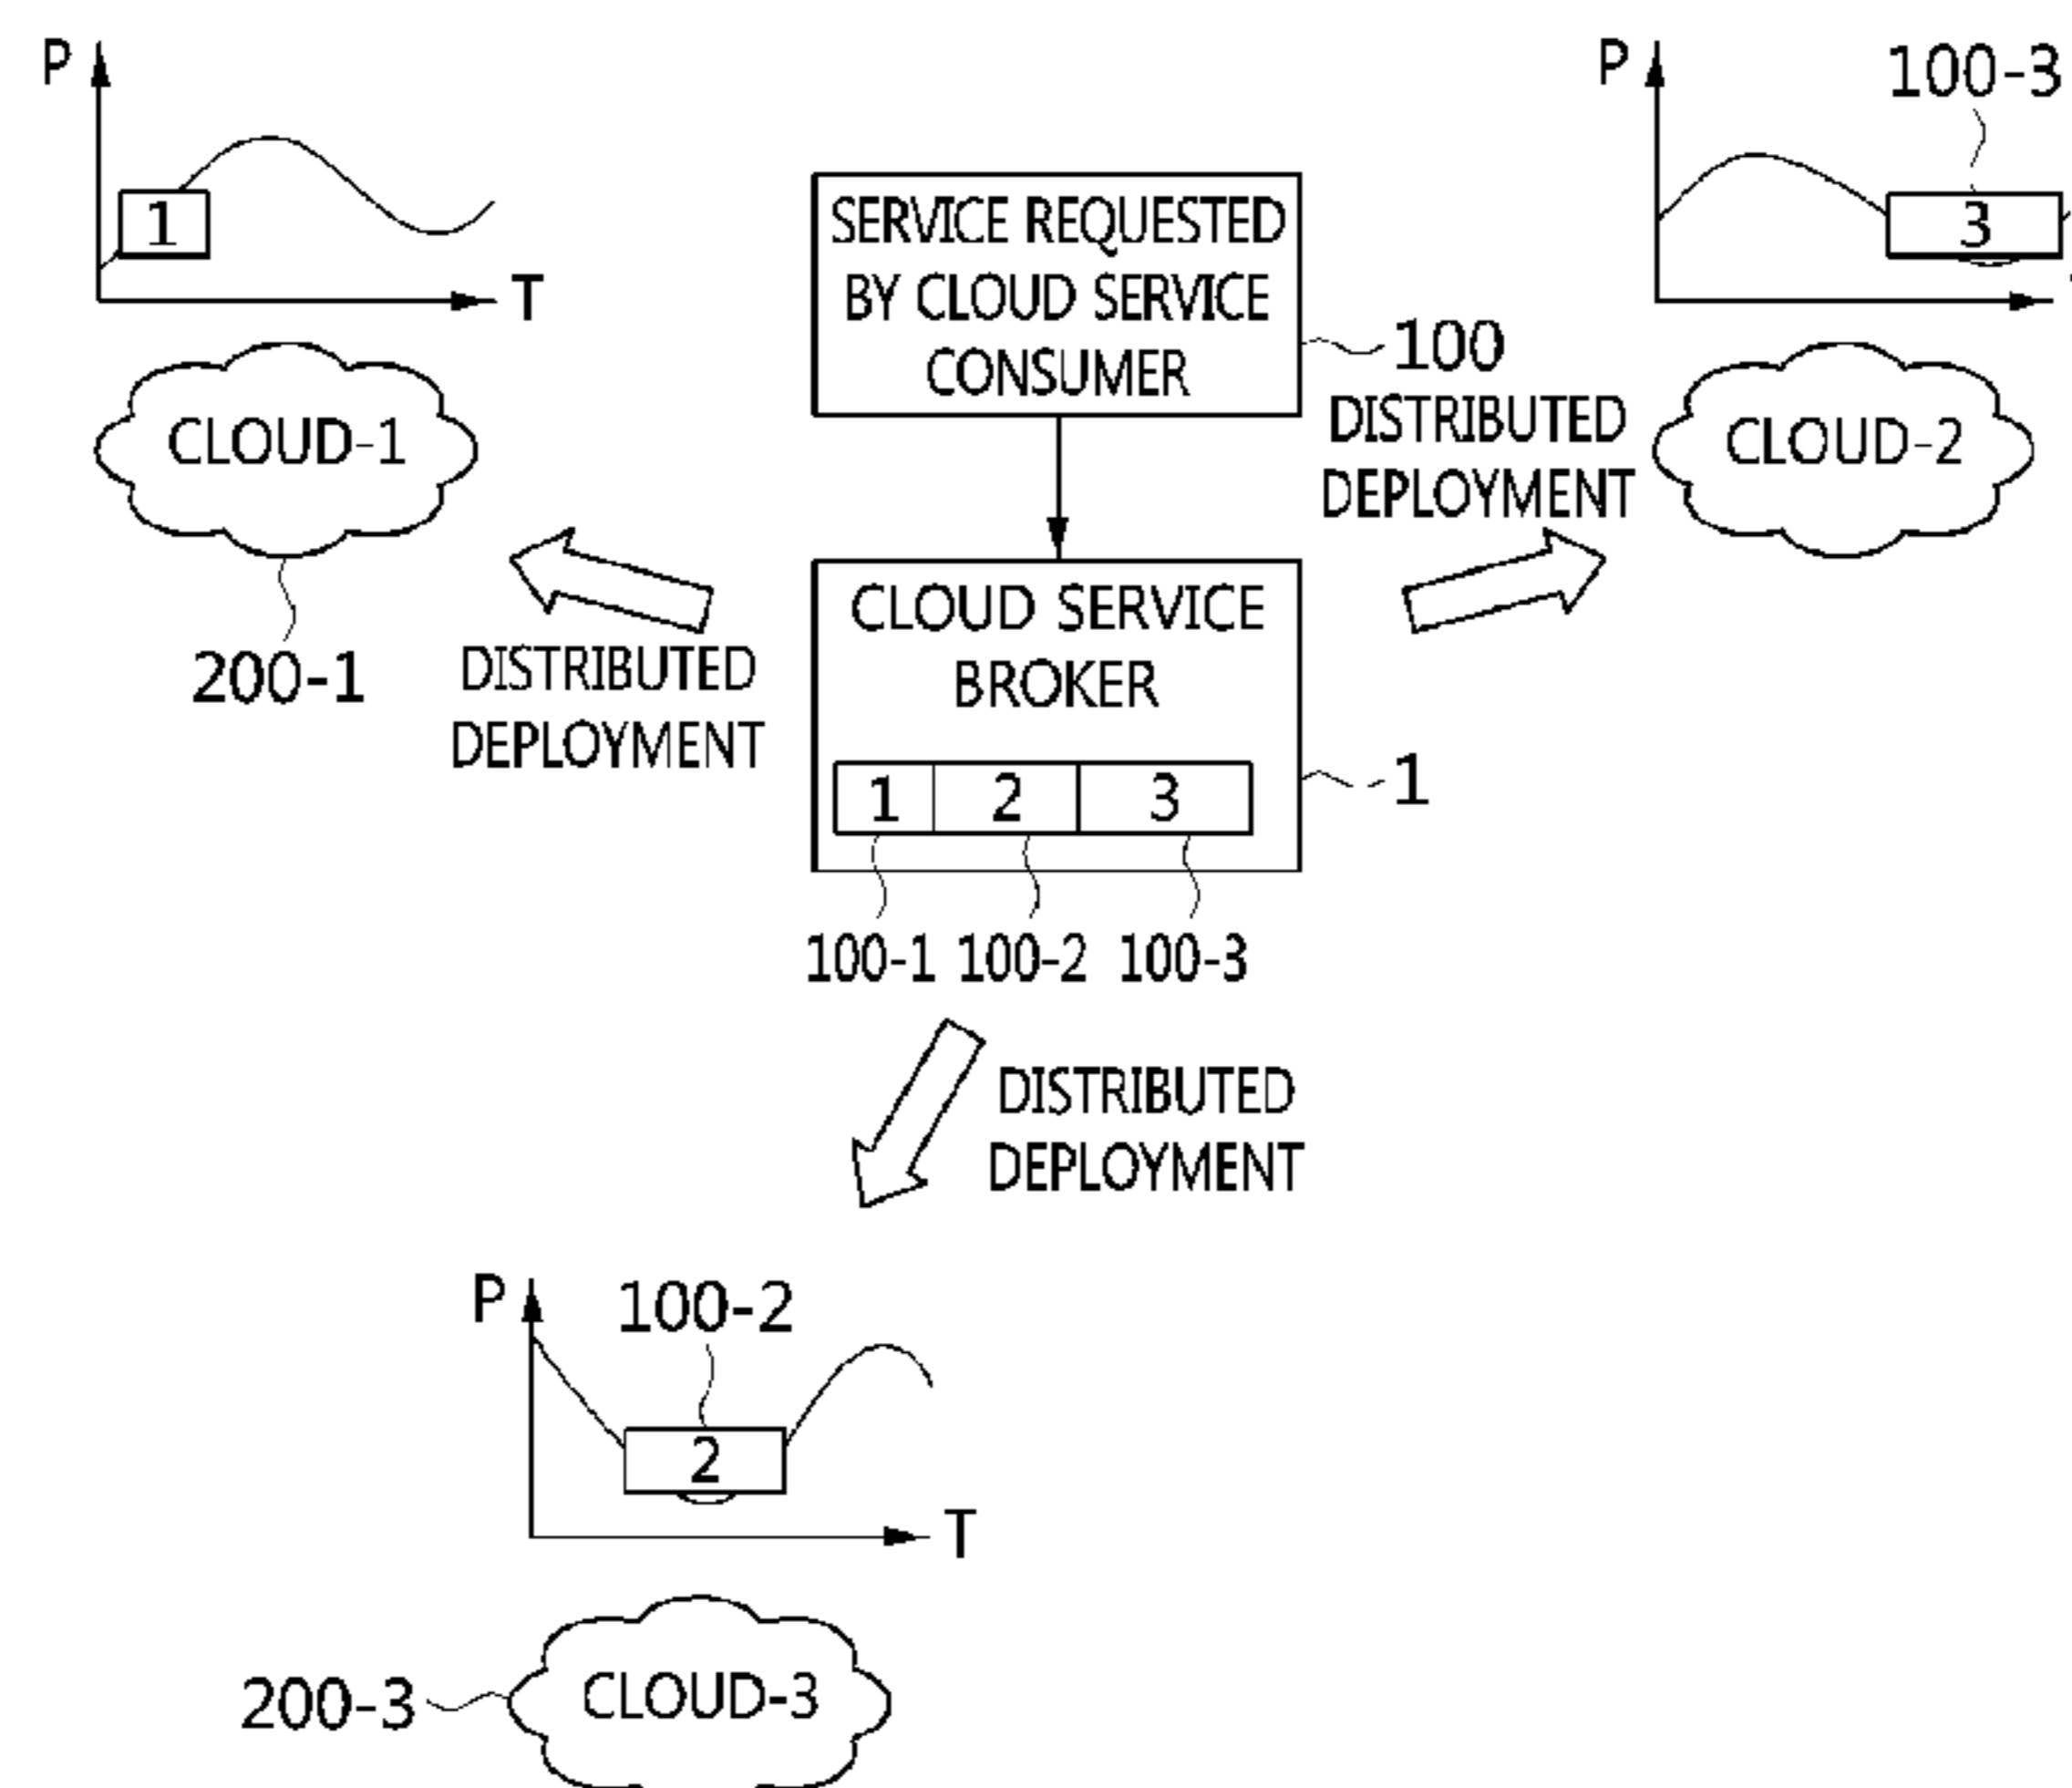 P
1
T
CLOUD-1
200-1
SERVICE REQUESTED
BY CLOUD SERVICE
CONSUMER
100
P
100-3
3
CLOUD-2
DISTRIBUTED
DEPLOYMENT
DISTRIBUTED
DEPLOYMENT
CLOUD SERVICE
BROKER
1 2 3
1
100-1 100-2 100-3
DISTRIBUTED
DEPLOYMENT
P
100-2
2
T
CLOUD-3
200-3